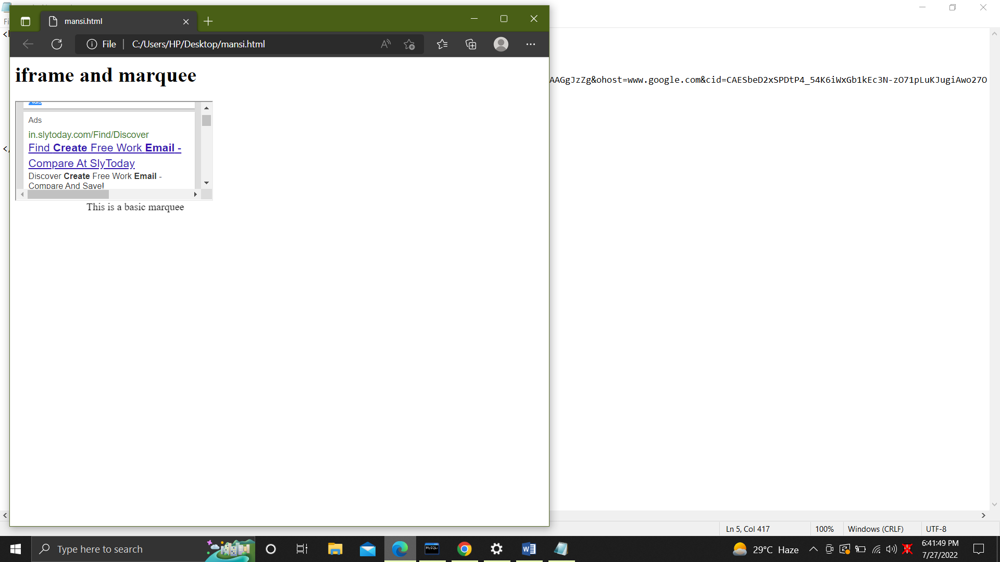 mansi.html
File
C:/Users/HP/Desktop/mansi.html
iframe and marquee
Ads
Ads
in.slytoday.com/Find/Discover
Find Create Free Work Email -
Compare At SlyToday
Discover Create Free Work Email -
Compare And Save!
This is a basic marquee
AAGgJzZg&ohost=www.google.com&cid=CAESbeD2xSPDtP4_54K6iWxGb1kEc3N-zO71pLuKJugiAwo27O
Ln 5, Col 417
100%
Windows (CRLF)
UTF-8
Type here to search
MySQL
29°C Haze
6:41:49 PM
7/27/2022